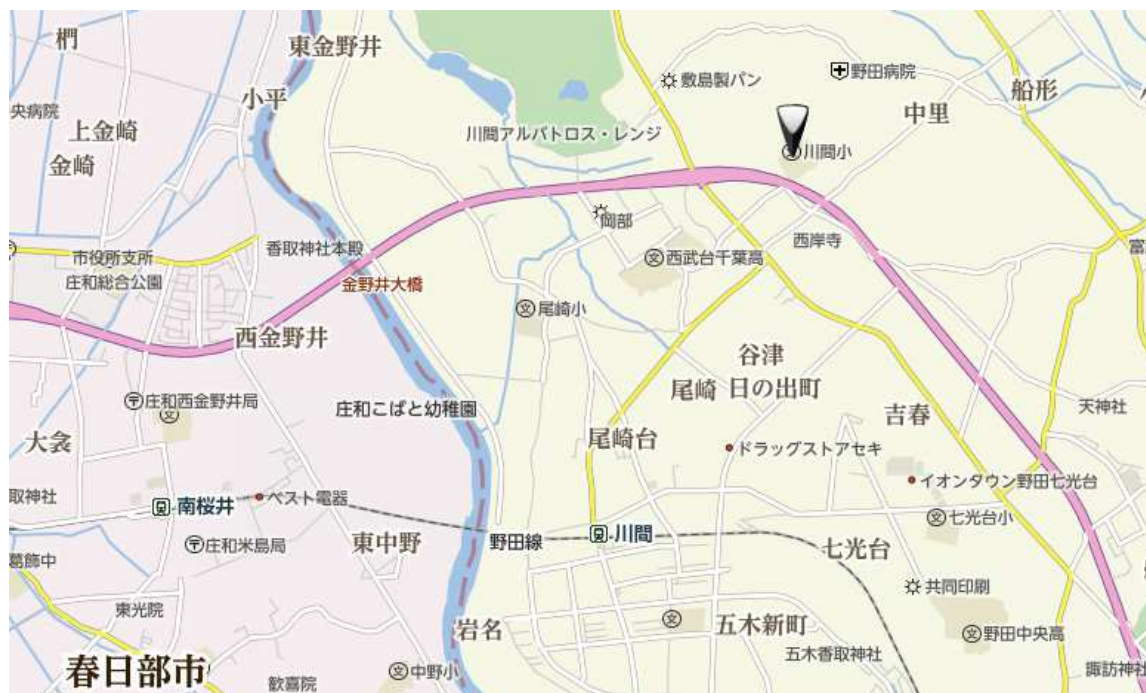 東金野井
椚
小平
央病院
上金崎
金崎
敷島製パン
野田病院
船形
中里
川間アルバトロス・レンジ
川間小
岡部
西岸寺
香取神社本殿
市役所支所
庄和総合公園
西武台千葉高
富
金野井大橋
尾崎小
西金野井
谷津
尾崎
日の出町
庄和西金野井局
庄和こばと幼稚園
吉春
天神社
大衾
尾崎台
ドラッグストアセキ
イオンタウン野田七光台
取神社
南桜井
ベスト電器
七光台小
野田線
川間
庄和米島局
東中野
七光台
葛飾中
共同印刷
東光院
岩名
五木新町
野田中央高
五木香取神社
春日部市
歓喜院
中野小
諏訪神社